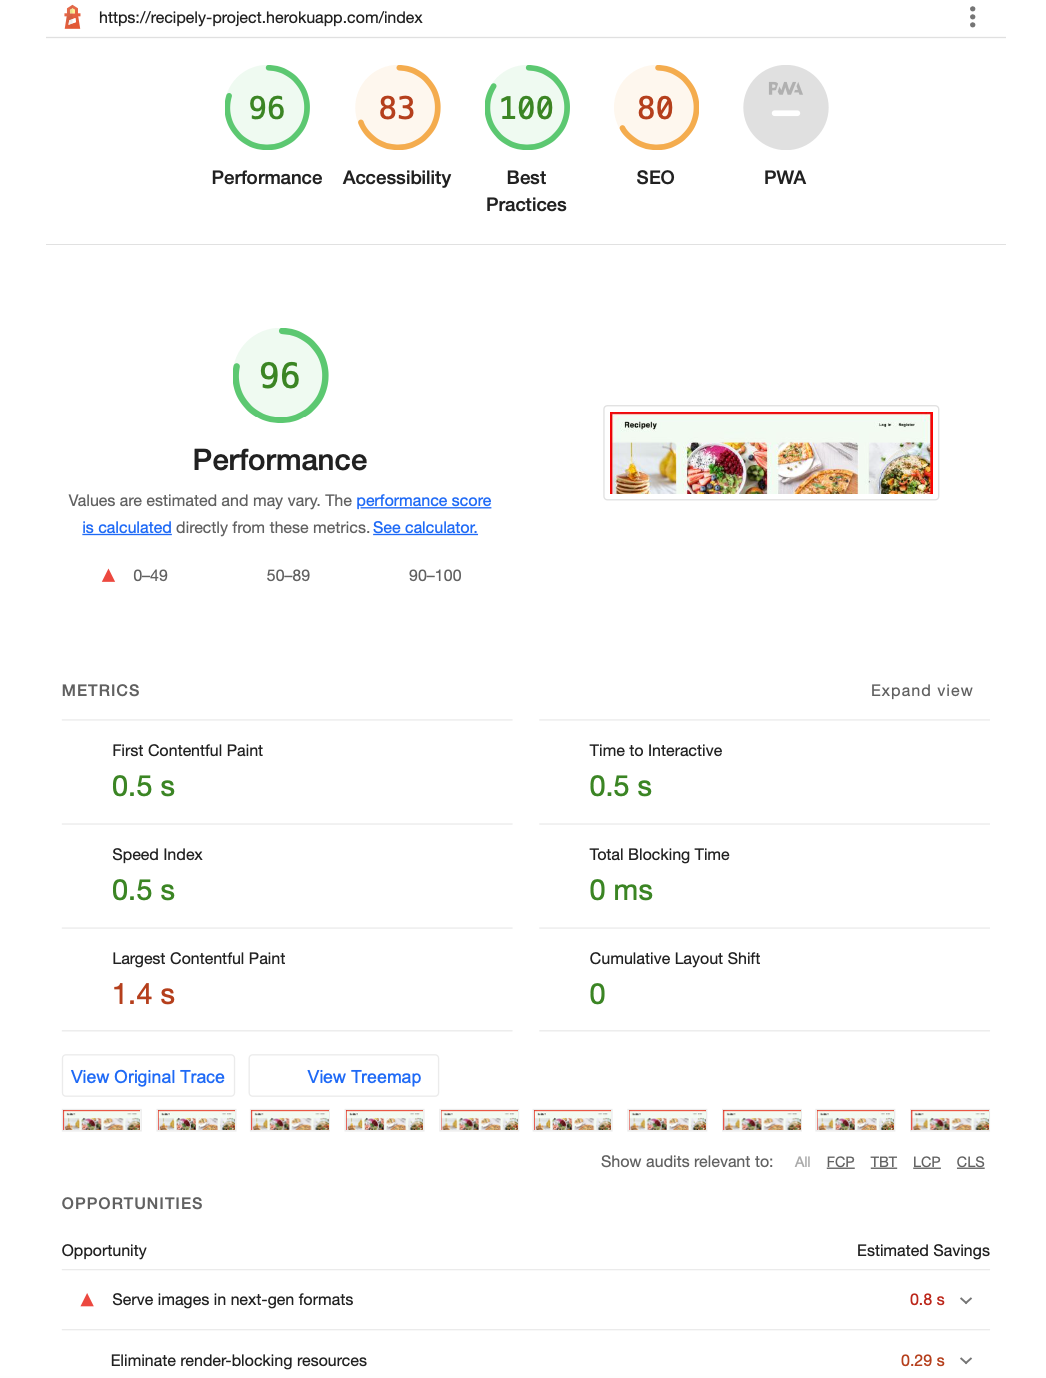 https://recipely-project.herokuapp.com/index
96
83
100
80
PWA
Performance
Accessibility
Best
Practices
SEO
PWA
96
Performance
Values are estimated and may vary. The performance score
is calculated directly from these metrics. See calculator.
0–49
50–89
90–100
Recipely
Log In
Register
METRICS
Expand view
First Contentful Paint
0.5 s
Time to Interactive
0.5 s
Speed Index
0.5 s
Total Blocking Time
0 ms
Largest Contentful Paint
1.4 s
Cumulative Layout Shift
0
View Original Trace
View Treemap
Show audits relevant to: All FCP TBT LCP CLS
OPPORTUNITIES
Opportunity
Estimated Savings
Serve images in next-gen formats
0.8 s
Eliminate render-blocking resources
0.29 s